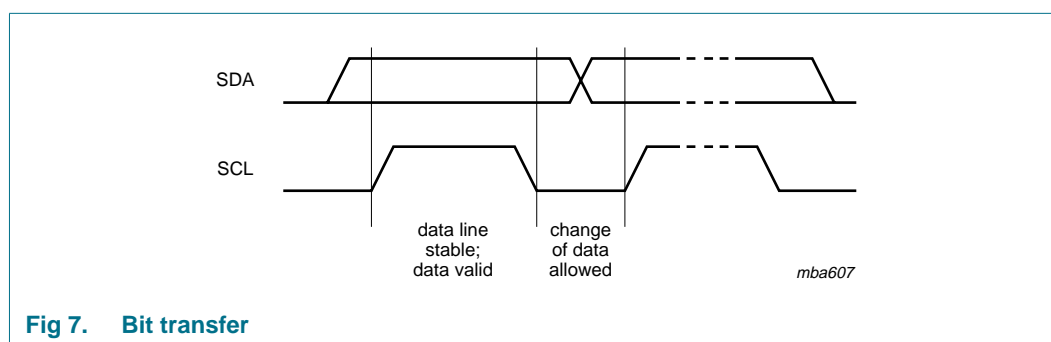 SDA
SCL
data line
stable;
data valid
change
of data
allowed
mba607
Fig 7. Bit transfer